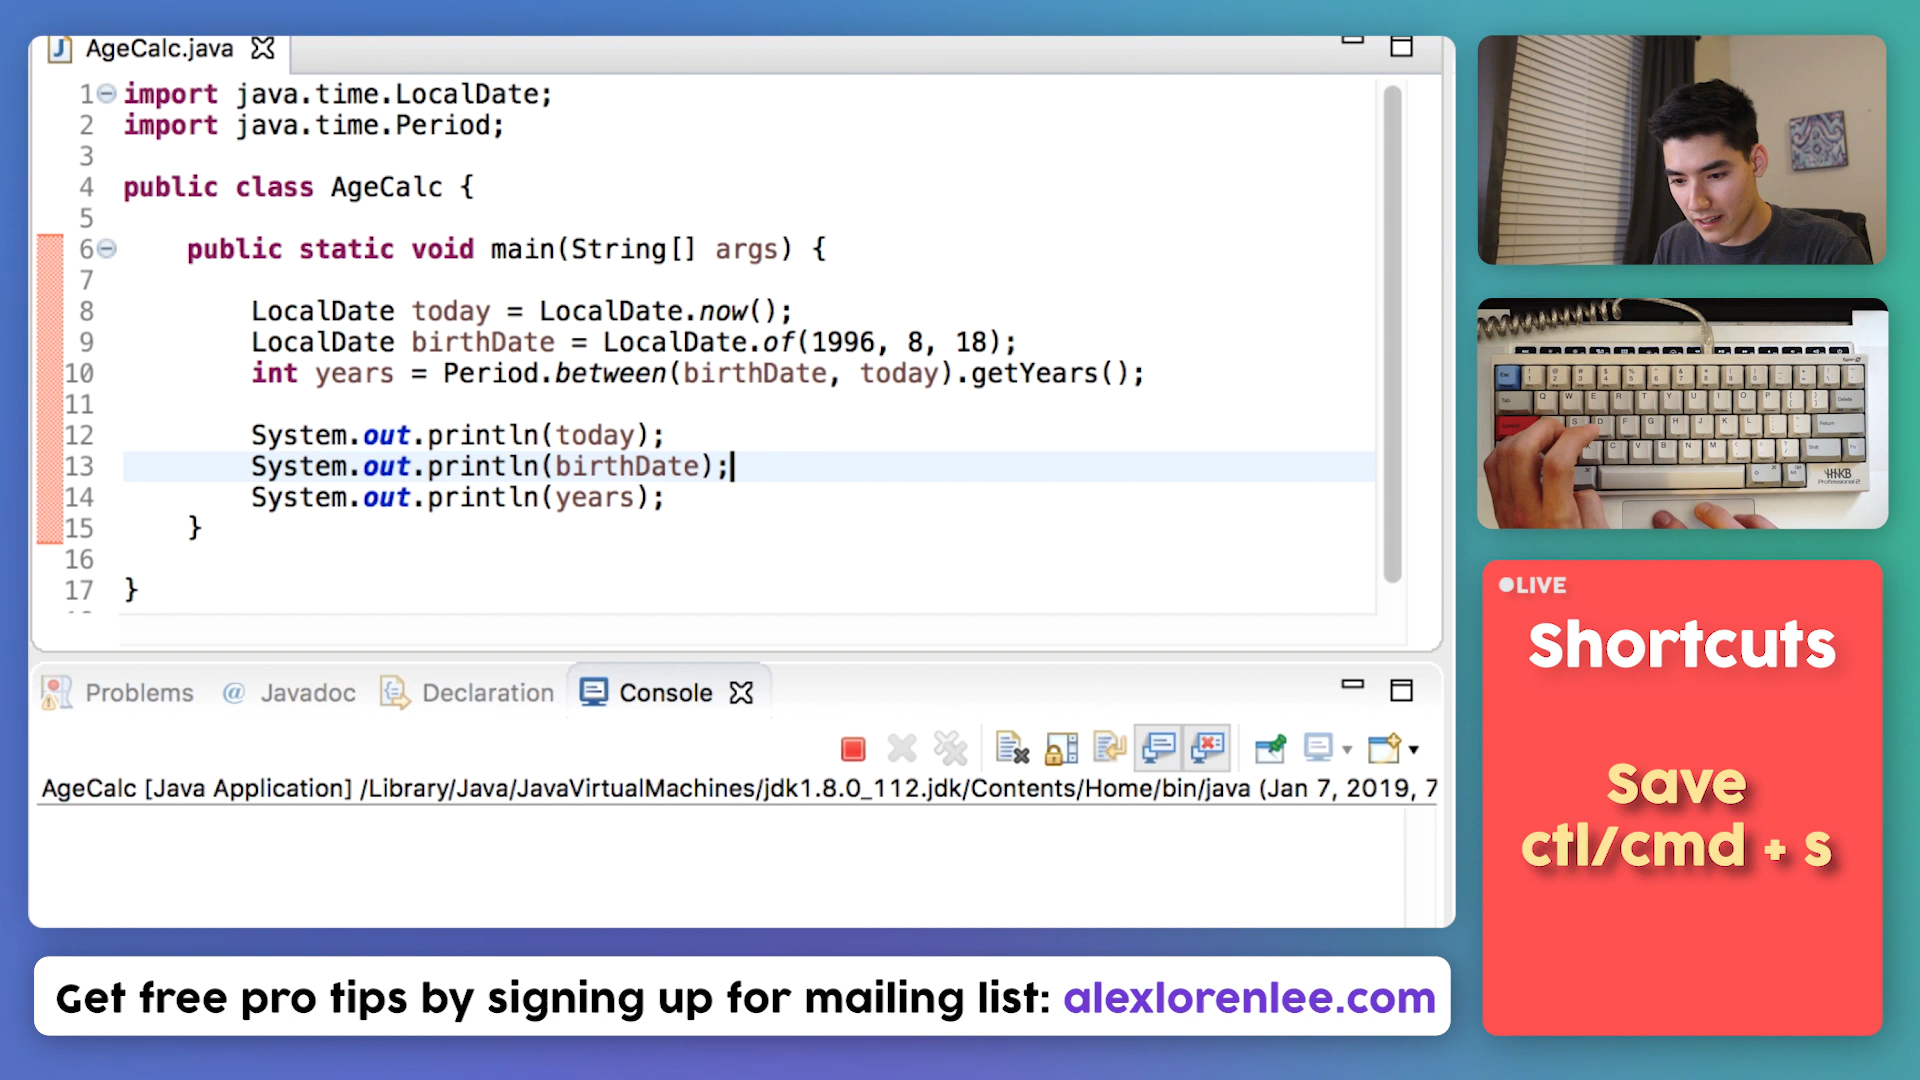 AgeCalc.java
1 import java.time.LocalDate;
2 import java.time.Period;
3
4 public class AgeCalc {
5
6 public static void main(String[] args) {
7
8 LocalDate today = LocalDate.now();
9 LocalDate birthDate = LocalDate.of(1996, 8, 18);
10 int years = Period.between(birthDate, today).getYears();
11
12 System.out.println(today);
13 System.out.println(birthDate);
14 System.out.println(years);
15 }
16
17 }
Problems @ Javadoc Declaration Console
AgeCalc [Java Application] /Library/Java/JavaVirtualMachines/jdk1.8.0_112.jdk/Contents/Home/bin/java (Jan 7, 2019, 7
Get free pro tips by signing up for mailing list: alexlorenlee.com
HHKB
Professional 2
LIVE
Shortcuts
Save
ctl/cmd + s